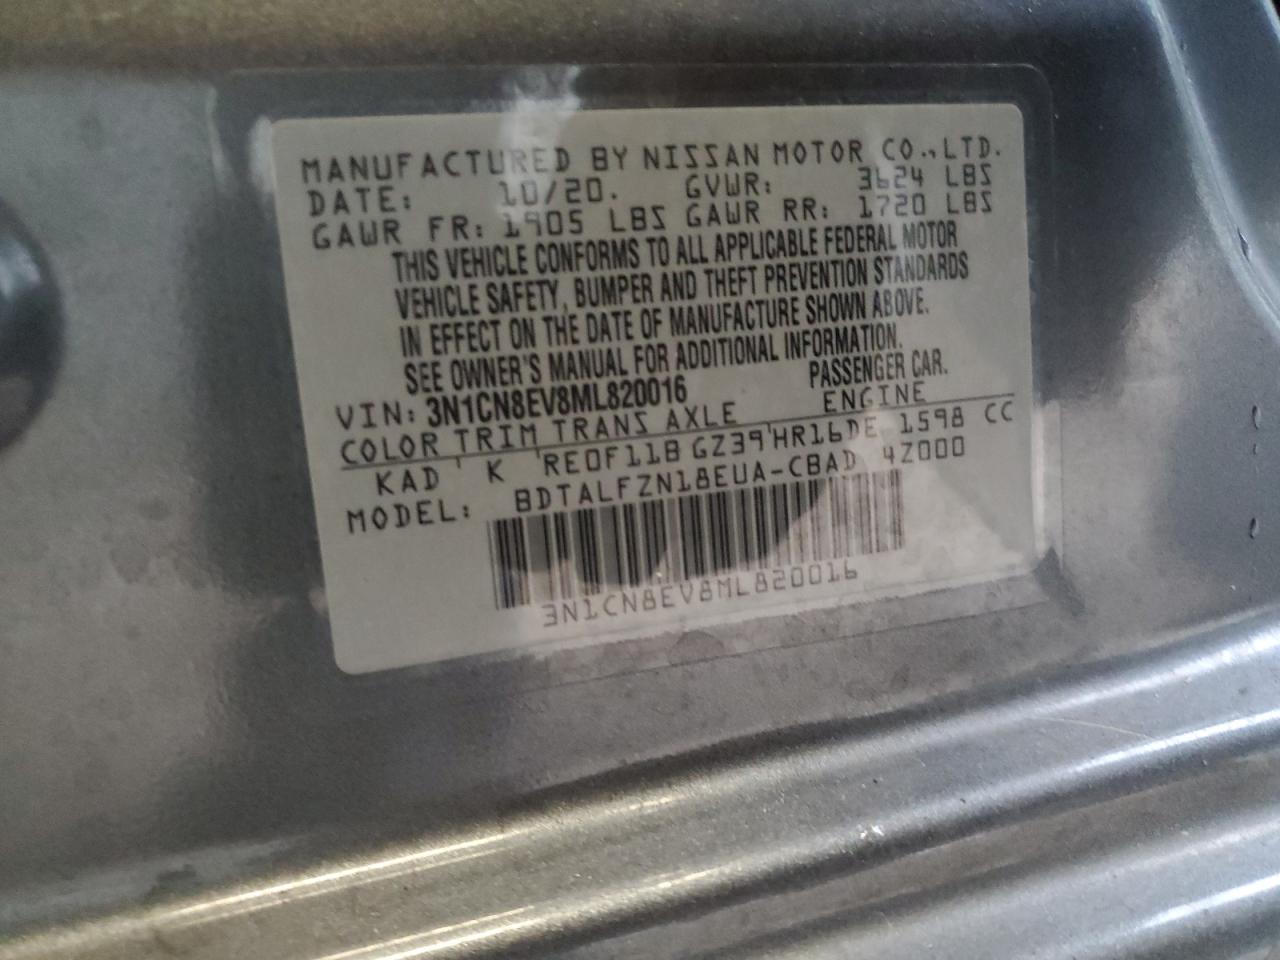 MANUFACTURED BY NISSAN MOTOR CO.,LTD.
DATE: 10/20. GVWR: 3624 LBS
GAWR FR: 1905 LBS GAWR RR: 1720 LBS
THIS VEHICLE CONFORMS TO ALL APPLICABLE FEDERAL MOTOR
VEHICLE SAFETY, BUMPER AND THEFT PREVENTION STANDARDS
IN EFFECT ON THE DATE OF MANUFACTURE SHOWN ABOVE.
SEE OWNER'S MANUAL FOR ADDITIONAL INFORMATION.
VIN: 3N1CN8EV8ML820016 PASSENGER CAR.
COLOR TRIM TRANS AXLE ENGINE
KAD ' K 'RE0F11B GZ39'HR16DE 1598 CC
MODEL: BDTALFZN18EUA-CBAD 4Z000
3N1CN8EV8ML820016